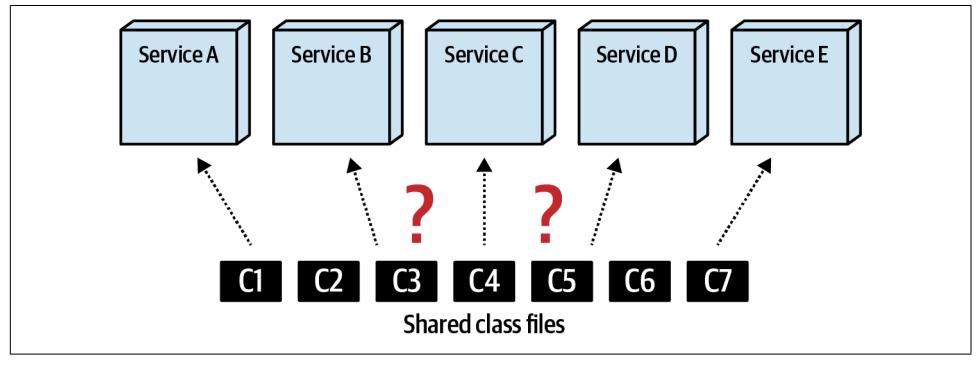 Service A Service B Service C Service D Service E
? ?
C1 C2 C3 C4 C5 C6 C7
Shared class files